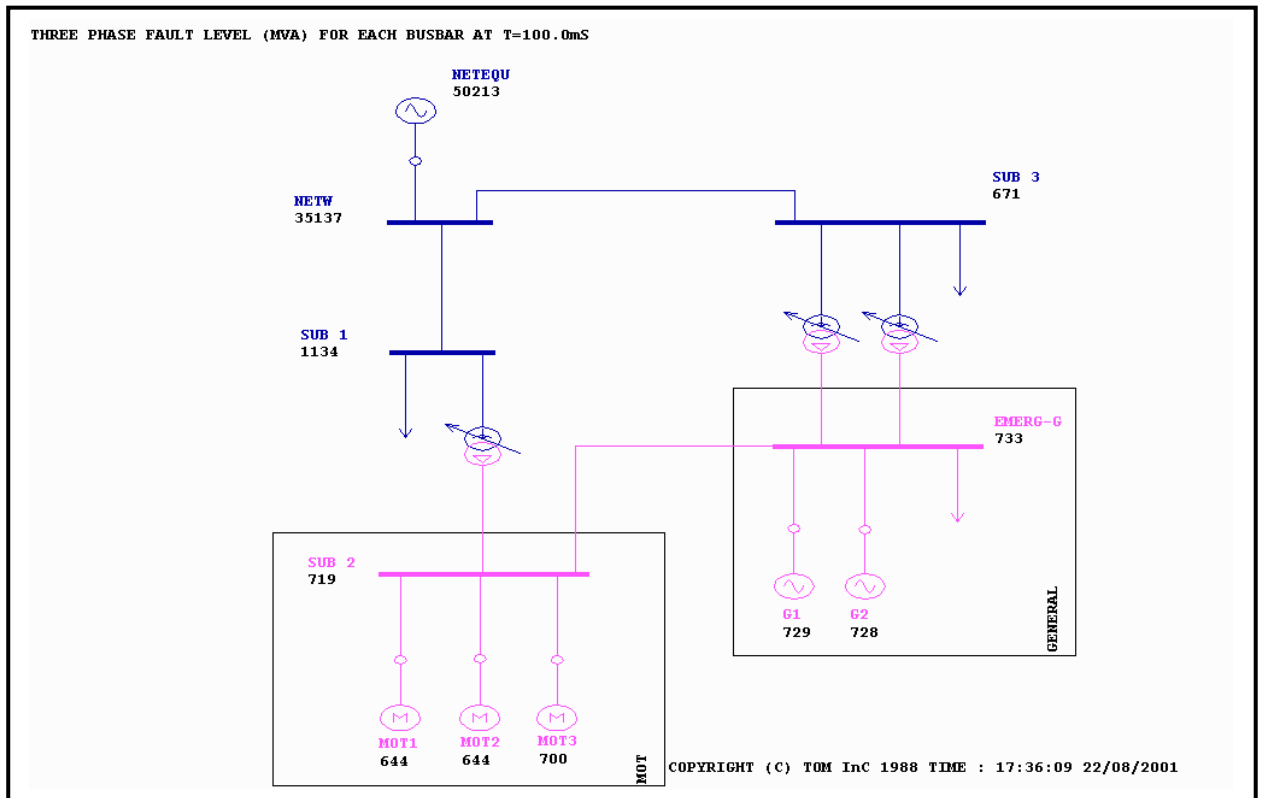 THREE PHASE FAULT LEVEL (MVA) FOR EACH BUSBAR AT T=100.0mS
NETEQU
50213
SUB 3
671
NETW
35137
SUB 1
1134
EMERG-G
733
SUB 2
719
G1
729
G2
728
GENERAL
MOT1
644
MOT2
644
MOT3
700
MOT
COPYRIGHT (C) TOM InC 1988 TIME : 17:36:09 22/08/2001